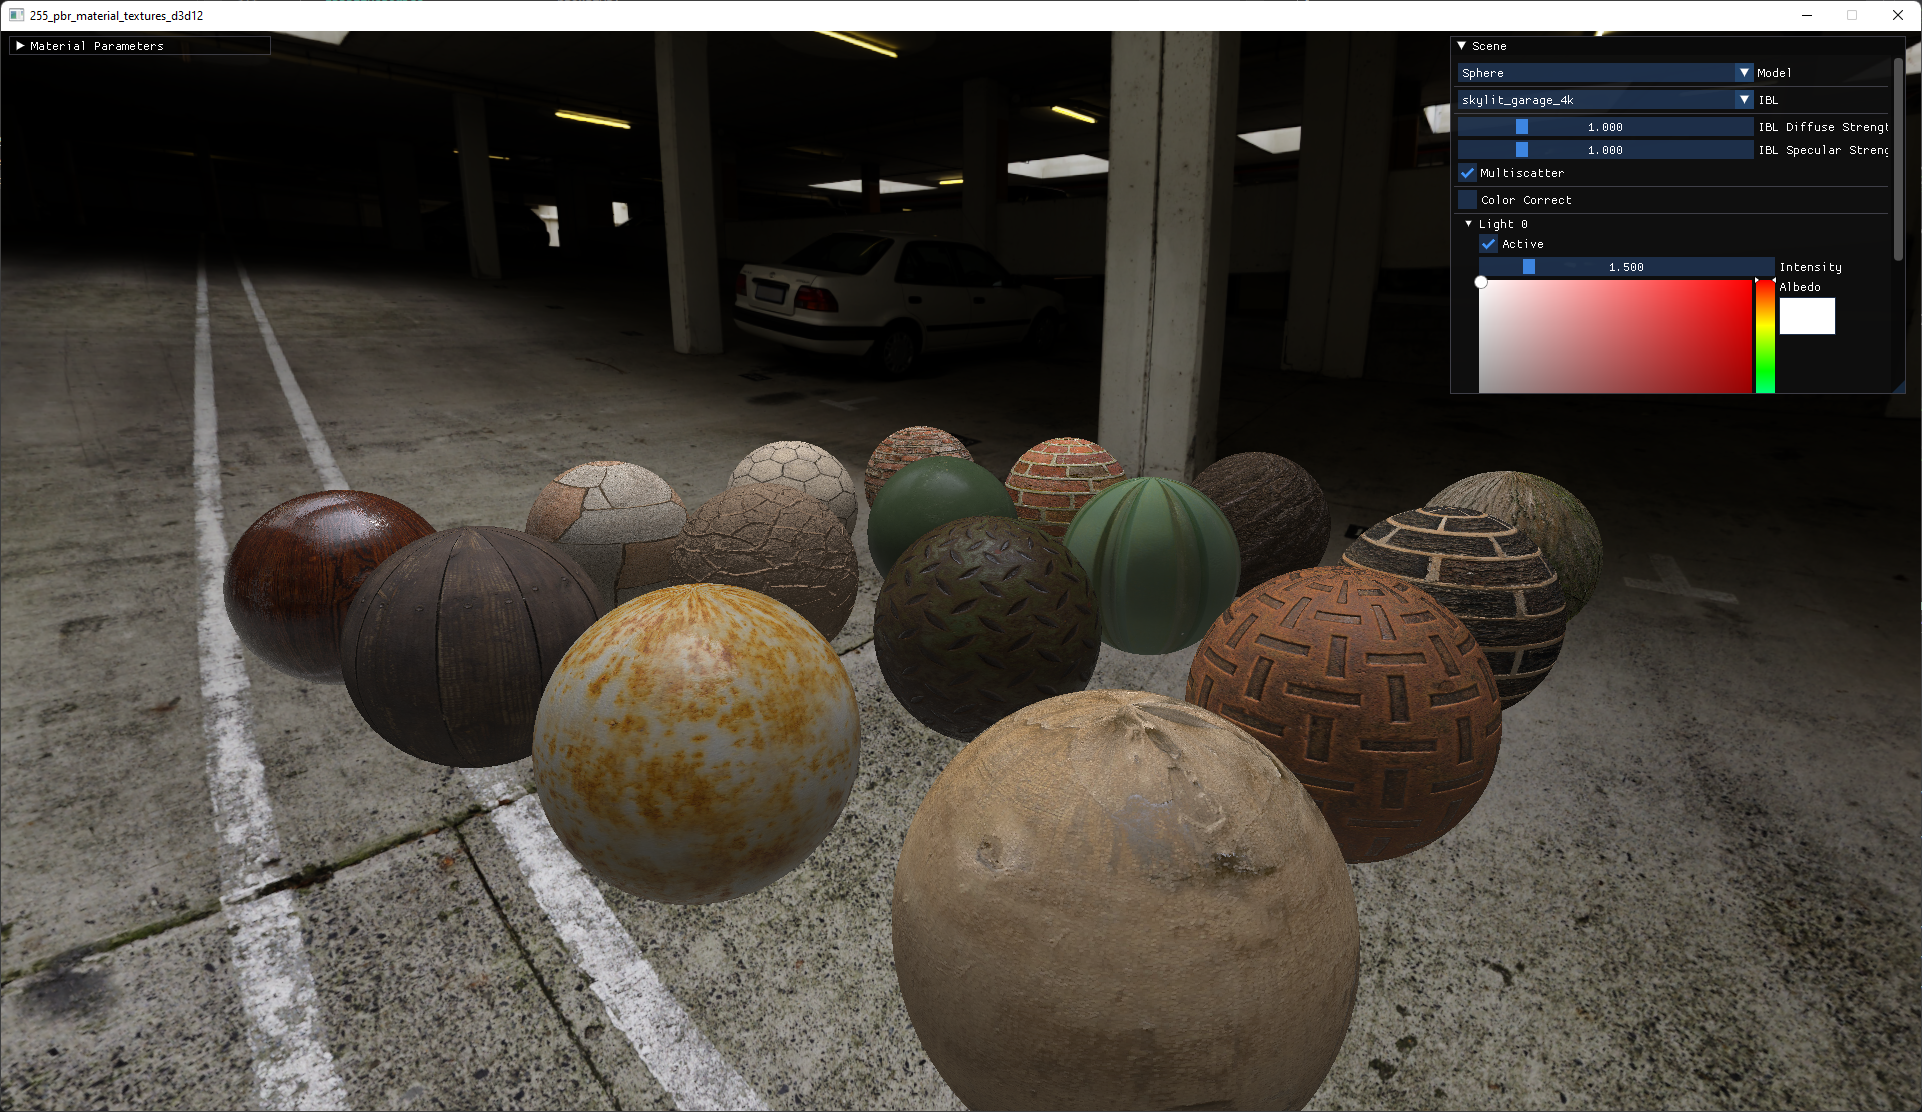 255_pbr_material_textures_d3d12
Material Parameters
Scene
Sphere Model
skylit_garage_4k IBL
1.000 IBL Diffuse Strengt
1.000 IBL Specular Streng
Multiscatter
Color Correct
Light 0
Active
1.500 Intensity
Albedo